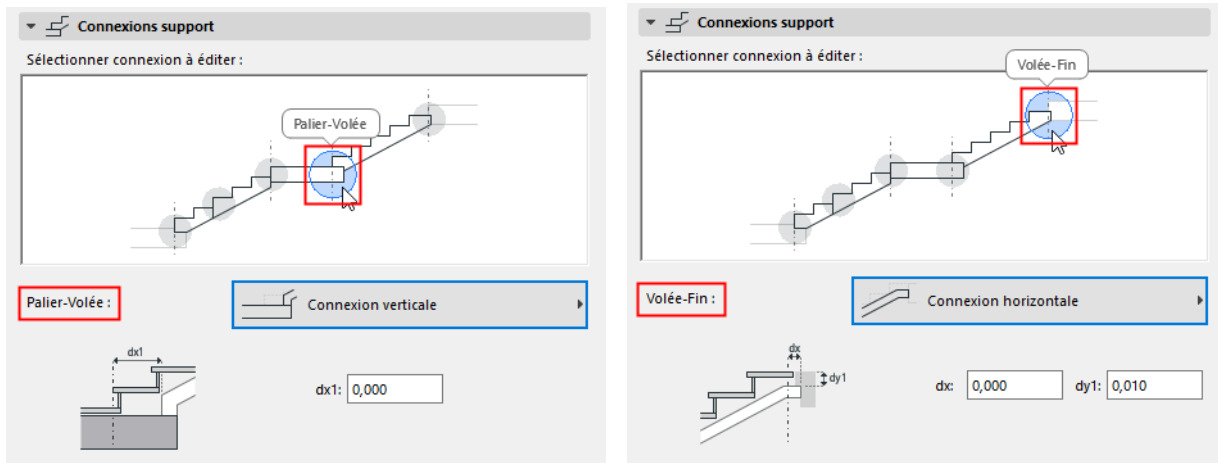 Connexions support
Sélectionner connexion à éditer :
Palier-Volée
Palier-Volée :
Connexion verticale
dx1
dx1: 0,000
Connexions support
Sélectionner connexion à éditer :
Volée-Fin
Volée-Fin :
Connexion horizontale
dx
dy1
dx: 0,000 dy1: 0,010